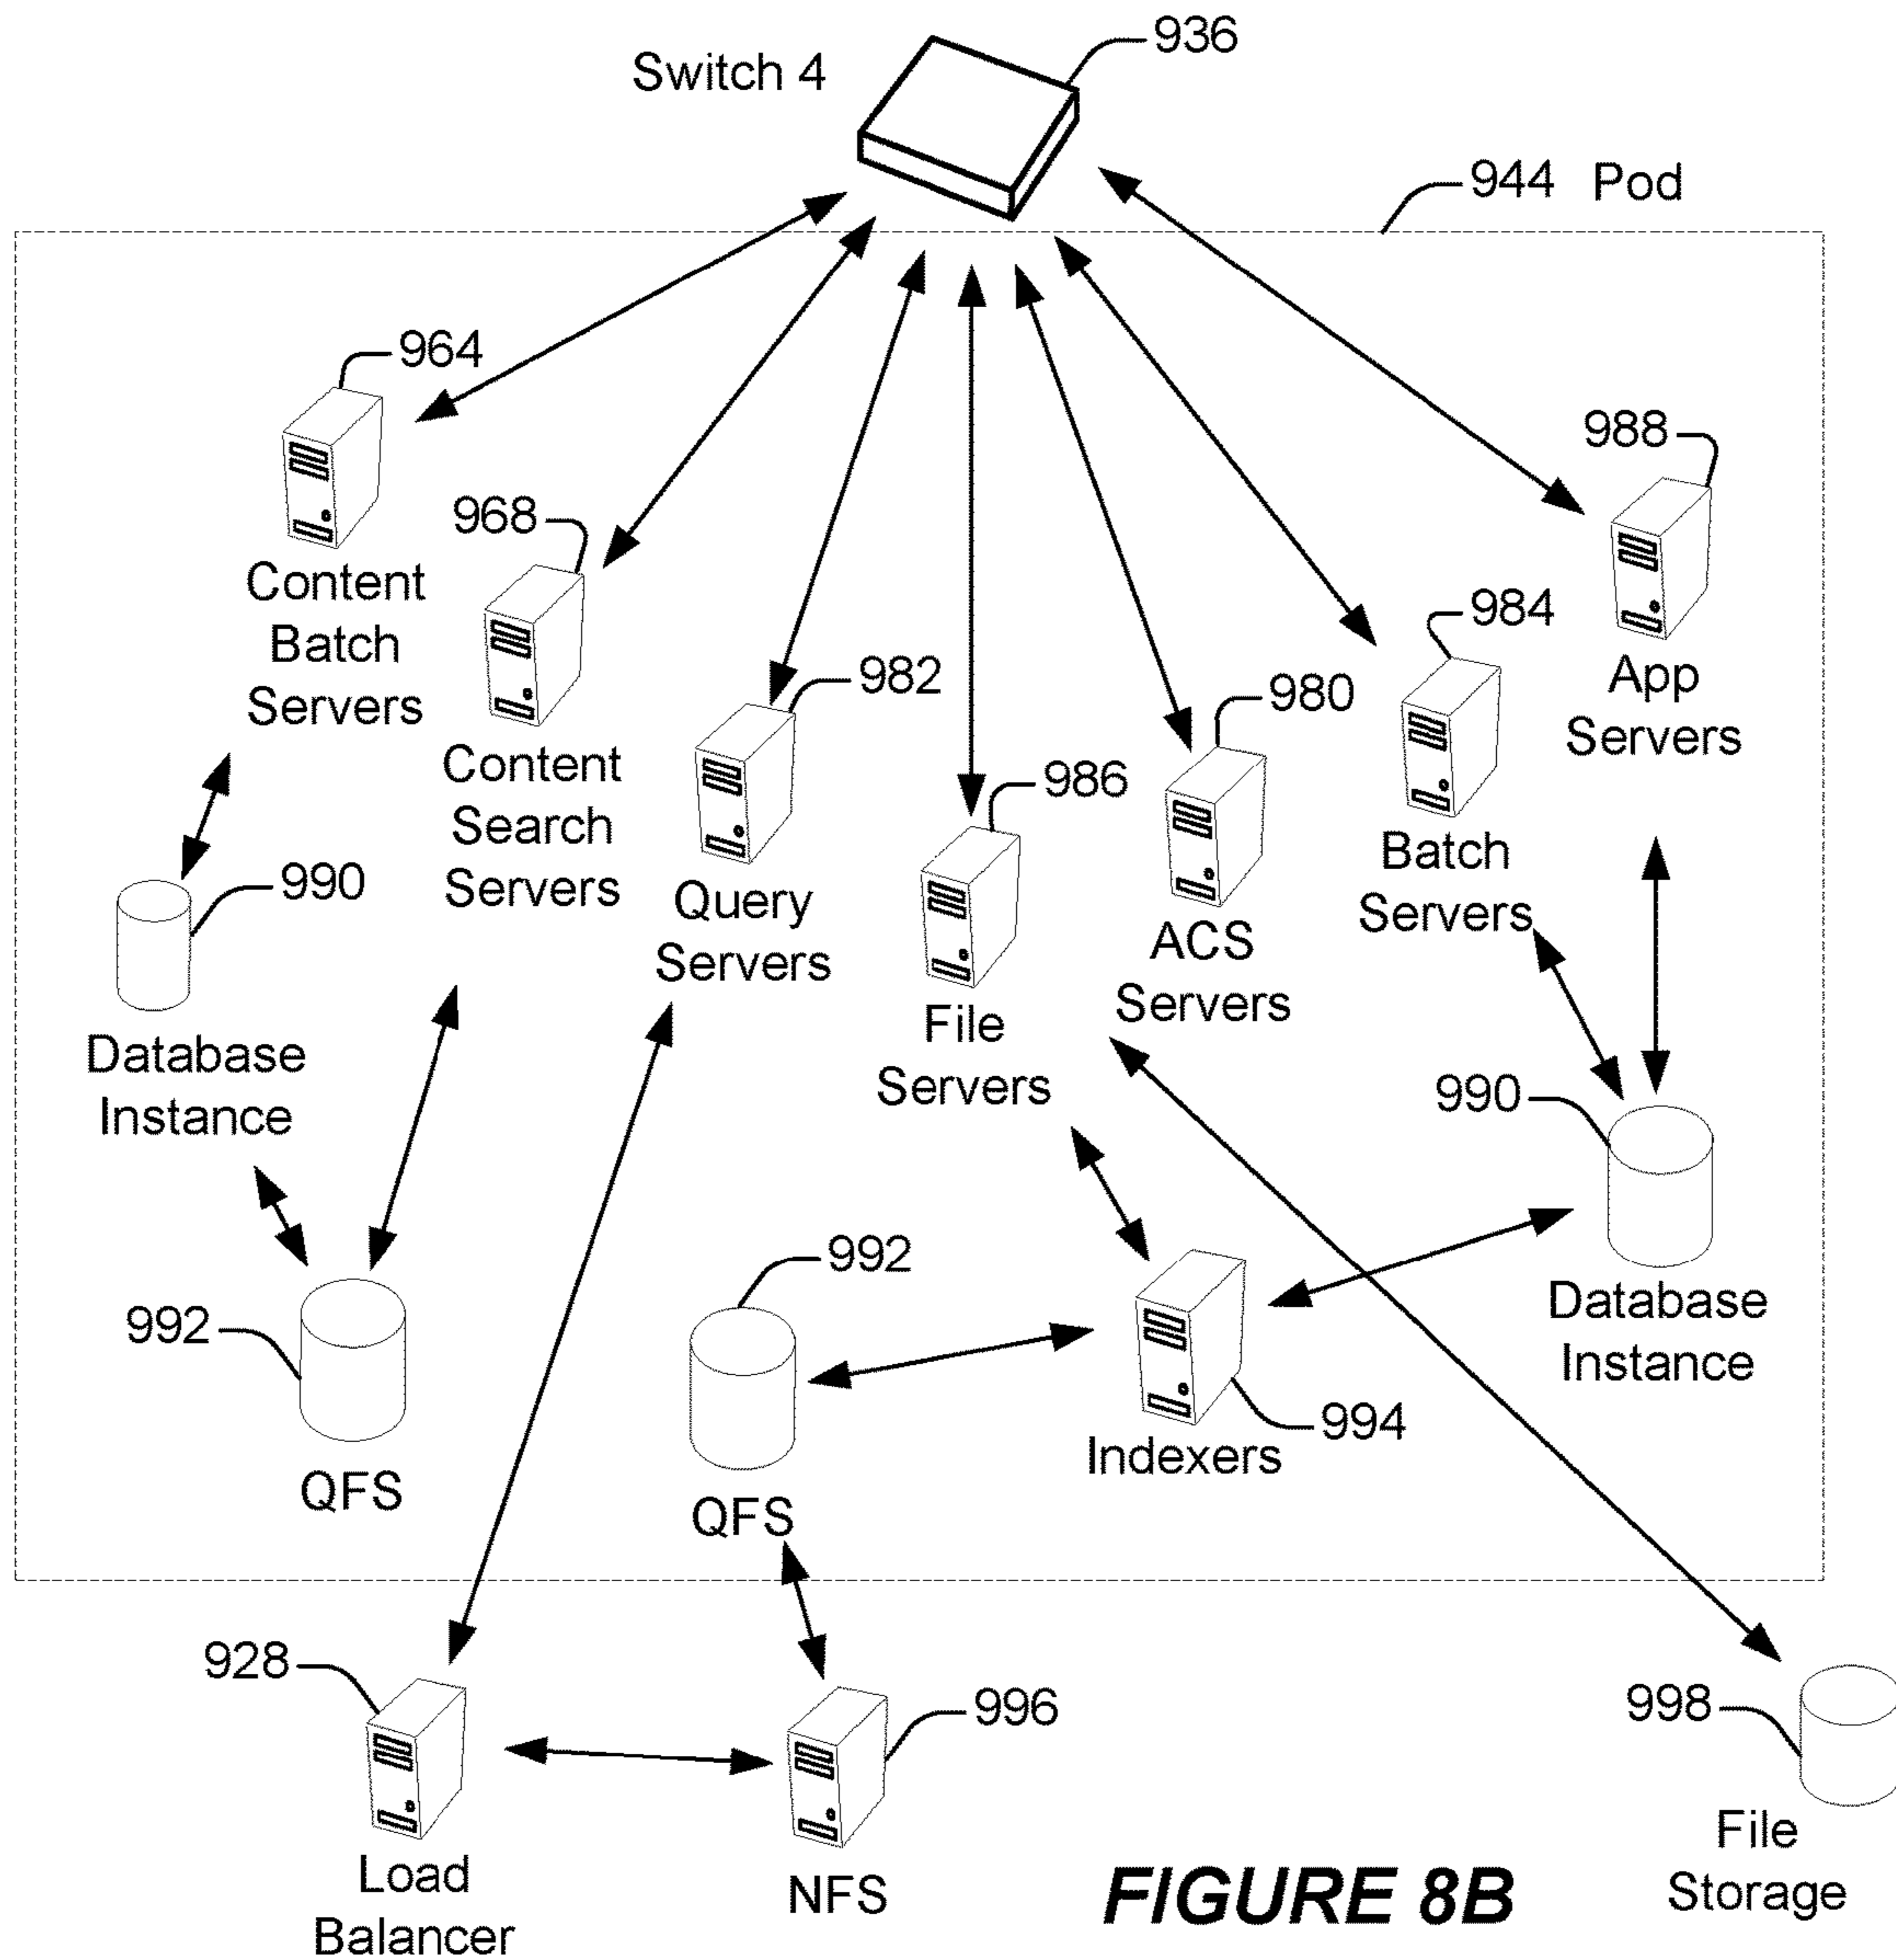 936
Switch 4
944 Pod
964
988
968
984
Content
Batch
Servers
982
980
App
Servers
Content
Search
Servers
986
Batch
Servers
990
Query
Servers
ACS
Servers
File
Servers
Database
Instance
990
992
992
Database
Instance
994
Indexers
QFS
QFS
928
996
998
Load
Balancer
NFS
File
Storage
FIGURE 8B